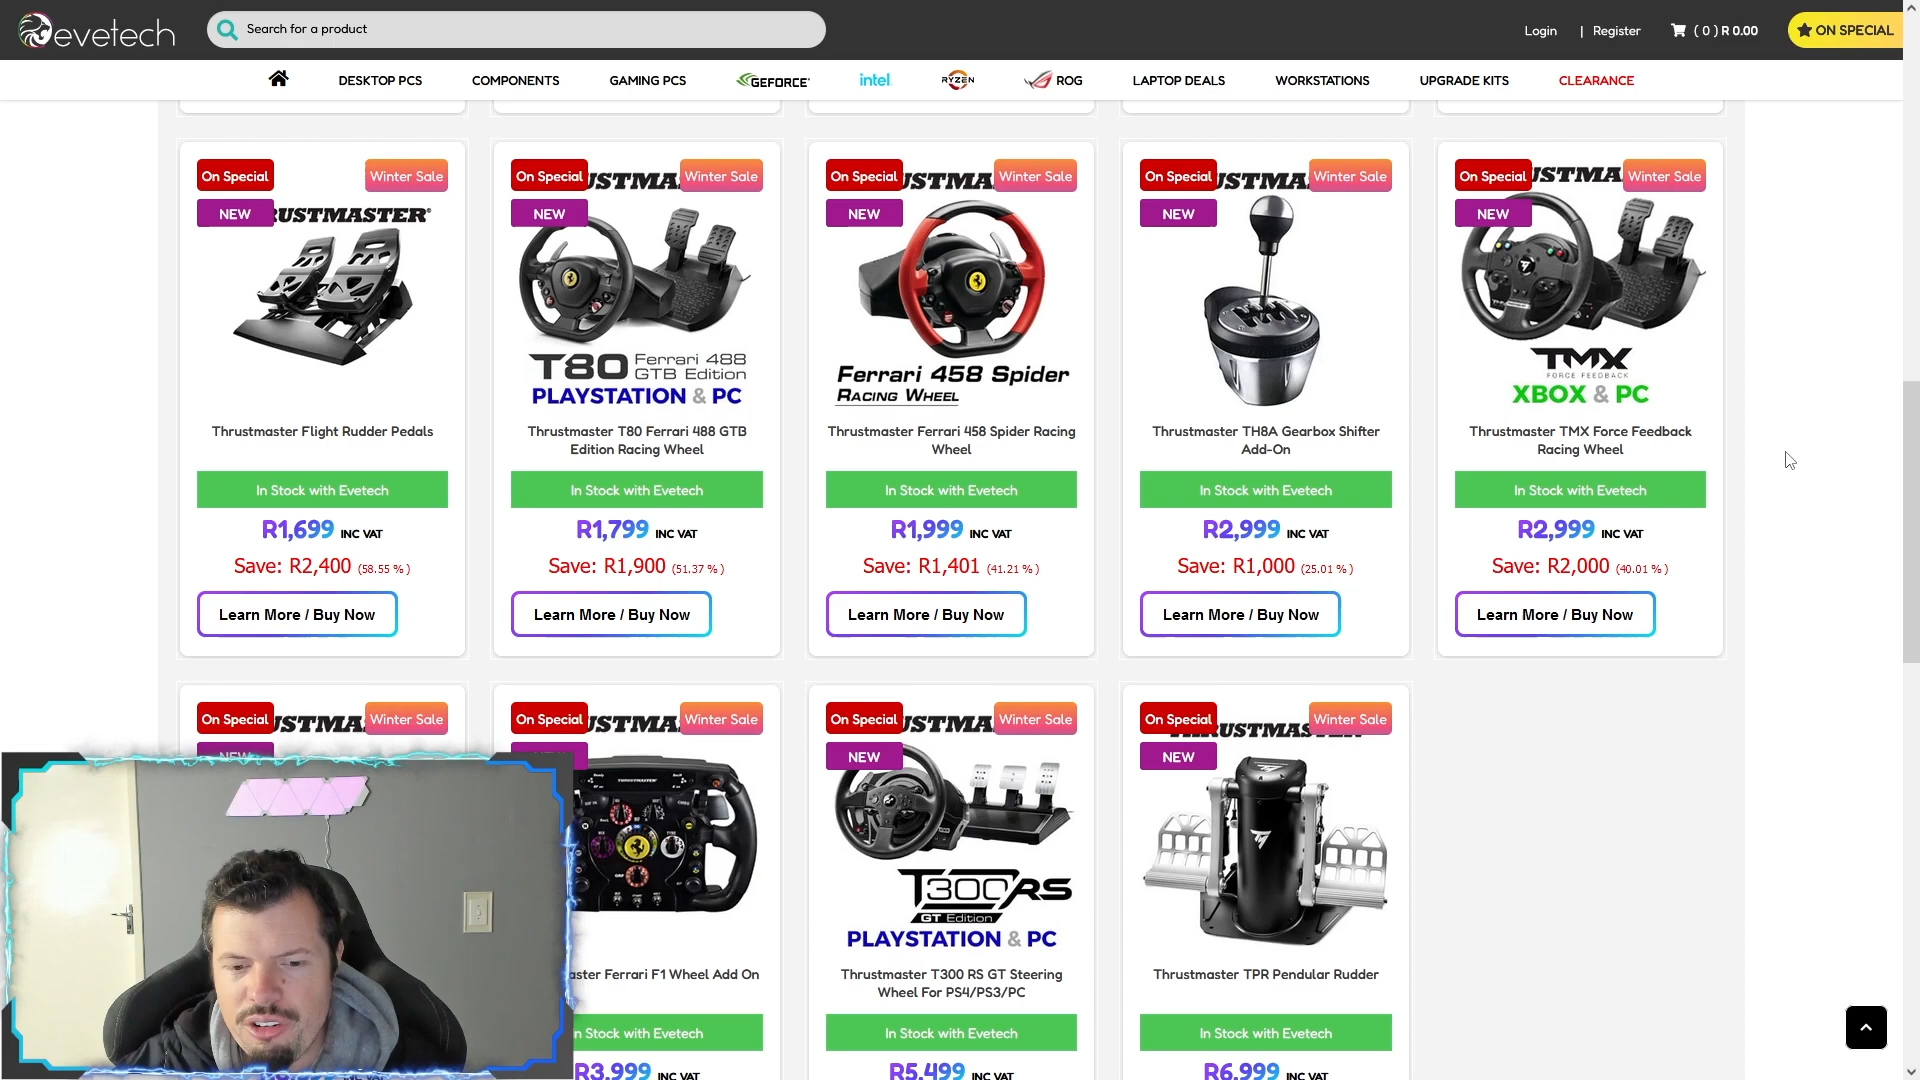 evetech
Search for a product
Login | Register
( 0 ) R 0.00
ON SPECIAL
DESKTOP PCS
COMPONENTS
GAMING PCS
GEFORCE
intel
RYZEN
ROG
LAPTOP DEALS
WORKSTATIONS
UPGRADE KITS
CLEARANCE
On Special Winter Sale
NEW
RUSTMASTER
Thrustmaster Flight Rudder Pedals
In Stock with Evetech
R1,699 INC VAT
Save: R2,400 (58.55 %)
Learn More / Buy Now
On Special USTMA Winter Sale
NEW
T80 Ferrari 488
GTB Edition
PLAYSTATION & PC
Thrustmaster T80 Ferrari 488 GTB
Edition Racing Wheel
In Stock with Evetech
R1,799 INC VAT
Save: R1,900 (51.37 %)
Learn More / Buy Now
On Special USTMA Winter Sale
NEW
Ferrari 458 Spider
RACING WHEEL
Thrustmaster Ferrari 458 Spider Racing
Wheel
In Stock with Evetech
R1,999 INC VAT
Save: R1,401 (41.21 %)
Learn More / Buy Now
On Special USTMA Winter Sale
NEW
Thrustmaster TH8A Gearbox Shifter
Add-On
In Stock with Evetech
R2,999 INC VAT
Save: R1,000 (25.01 %)
Learn More / Buy Now
On Special USTMA Winter Sale
NEW
TMX
FORCE FEEDBACK
XBOX & PC
Thrustmaster TMX Force Feedback
Racing Wheel
In Stock with Evetech
R2,999 INC VAT
Save: R2,000 (40.01 %)
Learn More / Buy Now
On Special USTMA Winter Sale
NEW
On Special USTMA Winter Sale
THRUSTMASTER
aster Ferrari F1 Wheel Add On
n Stock with Evetech
R3,999 INC VAT
On Special USTMA Winter Sale
NEW
T300RS
GT Edition
PLAYSTATION & PC
Thrustmaster T300 RS GT Steering
Wheel For PS4/PS3/PC
In Stock with Evetech
R5,499 INC VAT
On Special THRUSTMASTER Winter Sale
NEW
Thrustmaster TPR Pendular Rudder
In Stock with Evetech
R6,999 INC VAT